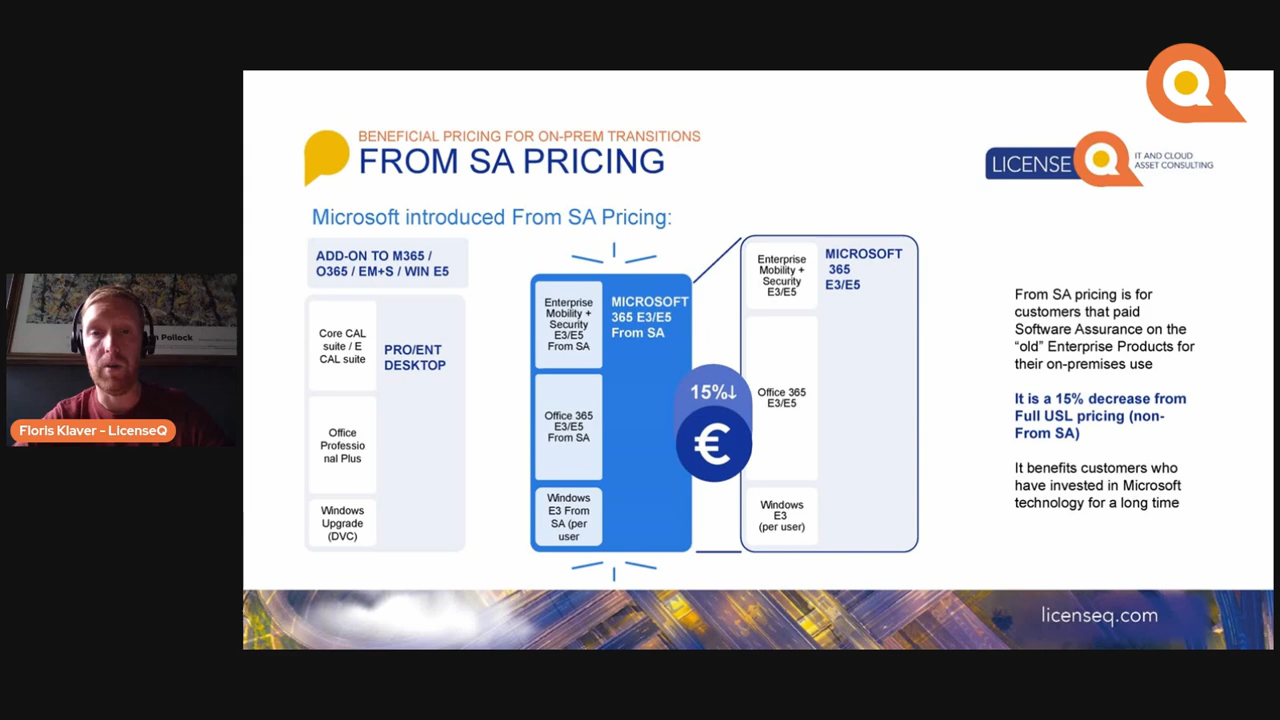 BENEFICIAL PRICING FOR ON-PREM TRANSITIONS
FROM SA PRICING
LICENSE
IT AND CLOUD
ASSET CONSULTING
Microsoft introduced From SA Pricing:
ADD-ON TO M365 /
O365 / EM+S / WIN E5
Core CAL
suite / E
CAL suite
PRO/ENT
DESKTOP
Office
Professio
nal Plus
Windows
Upgrade
(DVC)
Enterprise
Mobility +
Security
E3/E5
From SA
MICROSOFT
365 E3/E5
From SA
Office 365
E3/E5
From SA
Windows
E3 From
SA (per
user
15%↓
€
Enterprise
Mobility +
Security
E3/E5
MICROSOFT
365
E3/E5
Office 365
E3/E5
Windows
E3
(per user)
From SA pricing is for
customers that paid
Software Assurance on the
“old” Enterprise Products for
their on-premises use
It is a 15% decrease from
Full USL pricing (non-
From SA)
It benefits customers who
have invested in Microsoft
technology for a long time
Pollock
Floris Klaver - LicenseQ
licenseq.com